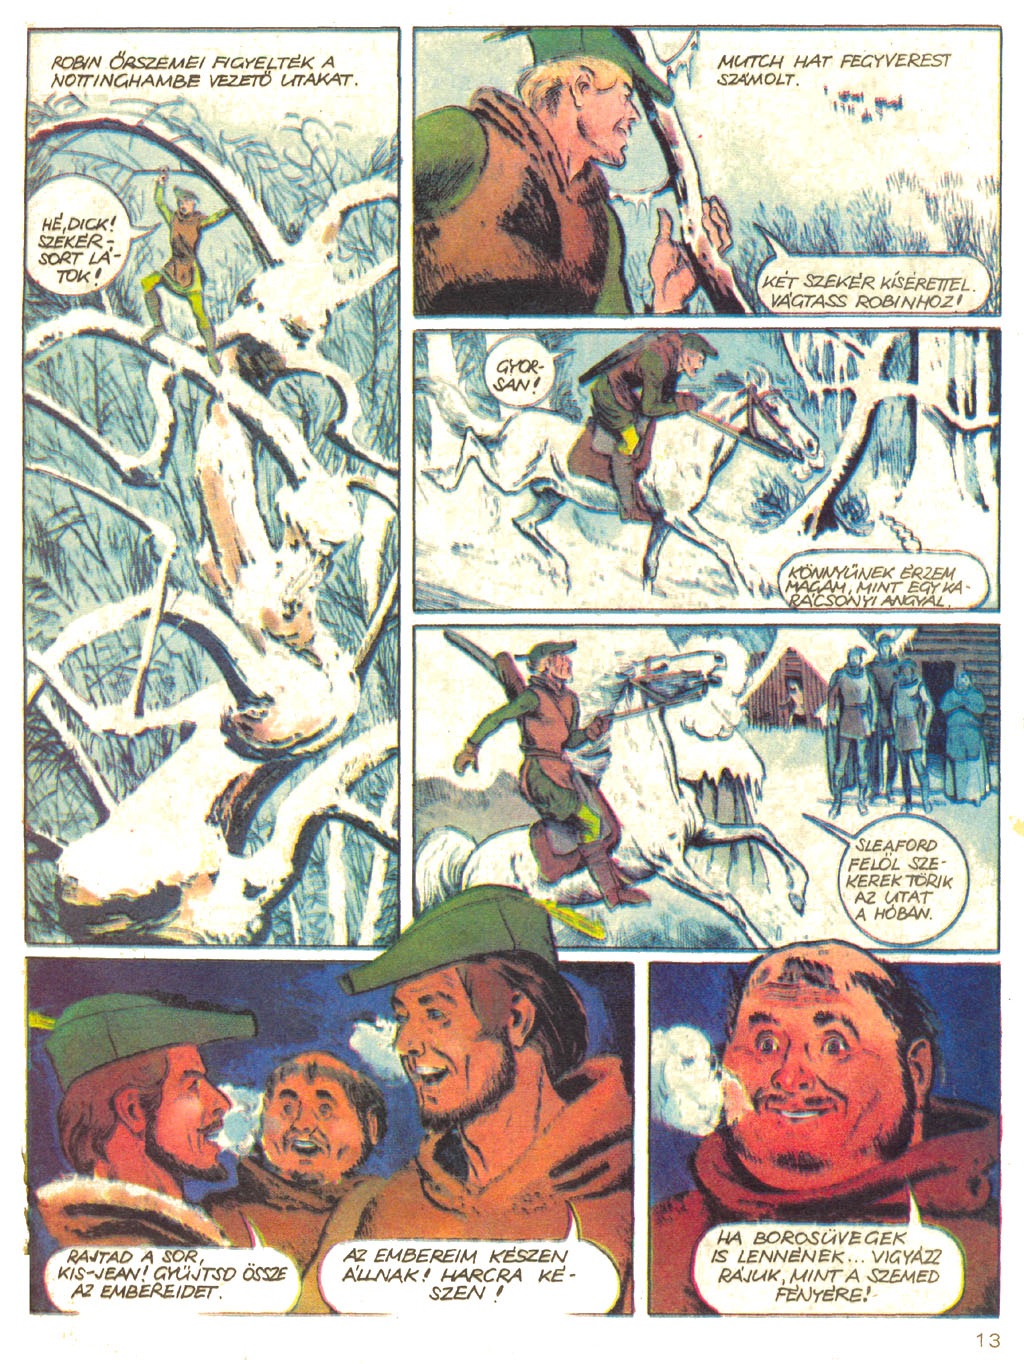 ROBIN ŐRSZEMEI FIGYELTÉK A
NOTTINGHAMBE VEZETŐ UTAKAT.
HÉ, DICK!
SZEKÉR-
SORT LÁ-
TOK!
MUTCH HAT FEGYVEREST
SZÁMOLT.
KÉT SZEKÉR KÍSÉRETTEL.
VÁGTASS ROBINHOZ!
GYOR-
SAN!
KÖNNYŰNEK ÉRZEM
MAGAM, MINT EGY KA-
RÁCSONYI ANGYAL.
SLEAFORD
FELŐL SZE-
KEREK TÖRIK
AZ UTAT
A HÓBAN.
RAJTAD A SOR,
KIS-JEAN! GYŰJTSD ÖSSZE
AZ EMBEREIDET.
AZ EMBEREIM KÉSZEN
ÁLLNAK! HARCRA KÉ-
SZEN!
HA BOROSÜVEGEK
IS LENNÉNEK... VIGYÁZZ
RÁJUK, MINT A SZEMED
FÉNYÉRE!
13